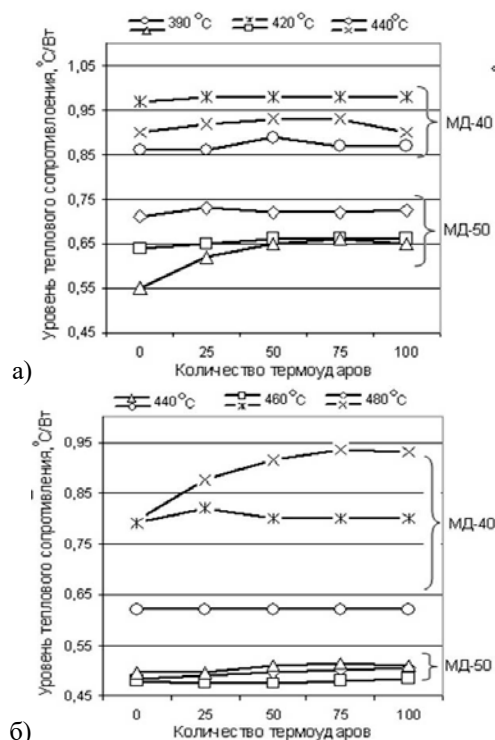 390 °C 420 °C 440 °C
Уровень теплового сопротивлоения, °С/Вт
1,05
0,95
0,85
0,75
0,65
0,55
0,45
МД-40
МД-50
0 25 50 75 100
Количество термоударов
а)
440 °C 460 °C 480 °C
Уровень теплового сопротивления, °С/Вт
0,95
0,85
0,75
0,65
0,55
0,45
МД-40
МД-50
0 25 50 75 100
Количество термоударов
б)